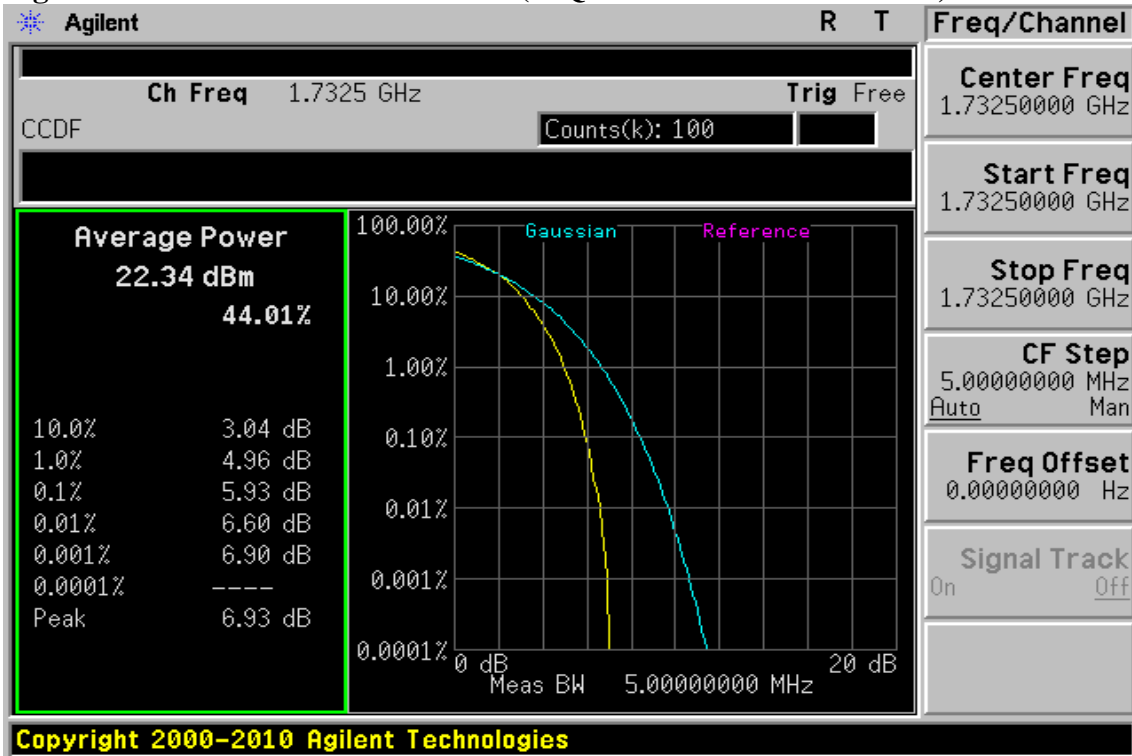 Agilent R T
Freq/Channel
Ch Freq 1.7325 GHz Trig Free
CCDF Counts(k): 100
Average Power
22.34 dBm
44.01%
10.0% 3.04 dB
1.0% 4.96 dB
0.1% 5.93 dB
0.01% 6.60 dB
0.001% 6.90 dB
0.0001% ----
Peak 6.93 dB
Gaussian Reference
100.00%
10.00%
1.00%
0.10%
0.01%
0.001%
0.0001%
0 dB 20 dB
Meas BW 5.00000000 MHz
Center Freq
1.73250000 GHz
Start Freq
1.73250000 GHz
Stop Freq
1.73250000 GHz
CF Step
5.00000000 MHz
Auto Man
Freq Offset
0.00000000 Hz
Signal Track
On Off
Copyright 2000-2010 Agilent Technologies